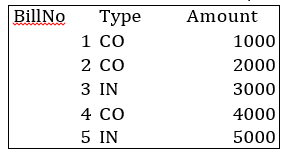 BillNo Type Amount
1 CO 1000
2 CO 2000
3 IN 3000
4 CO 4000
5 IN 5000